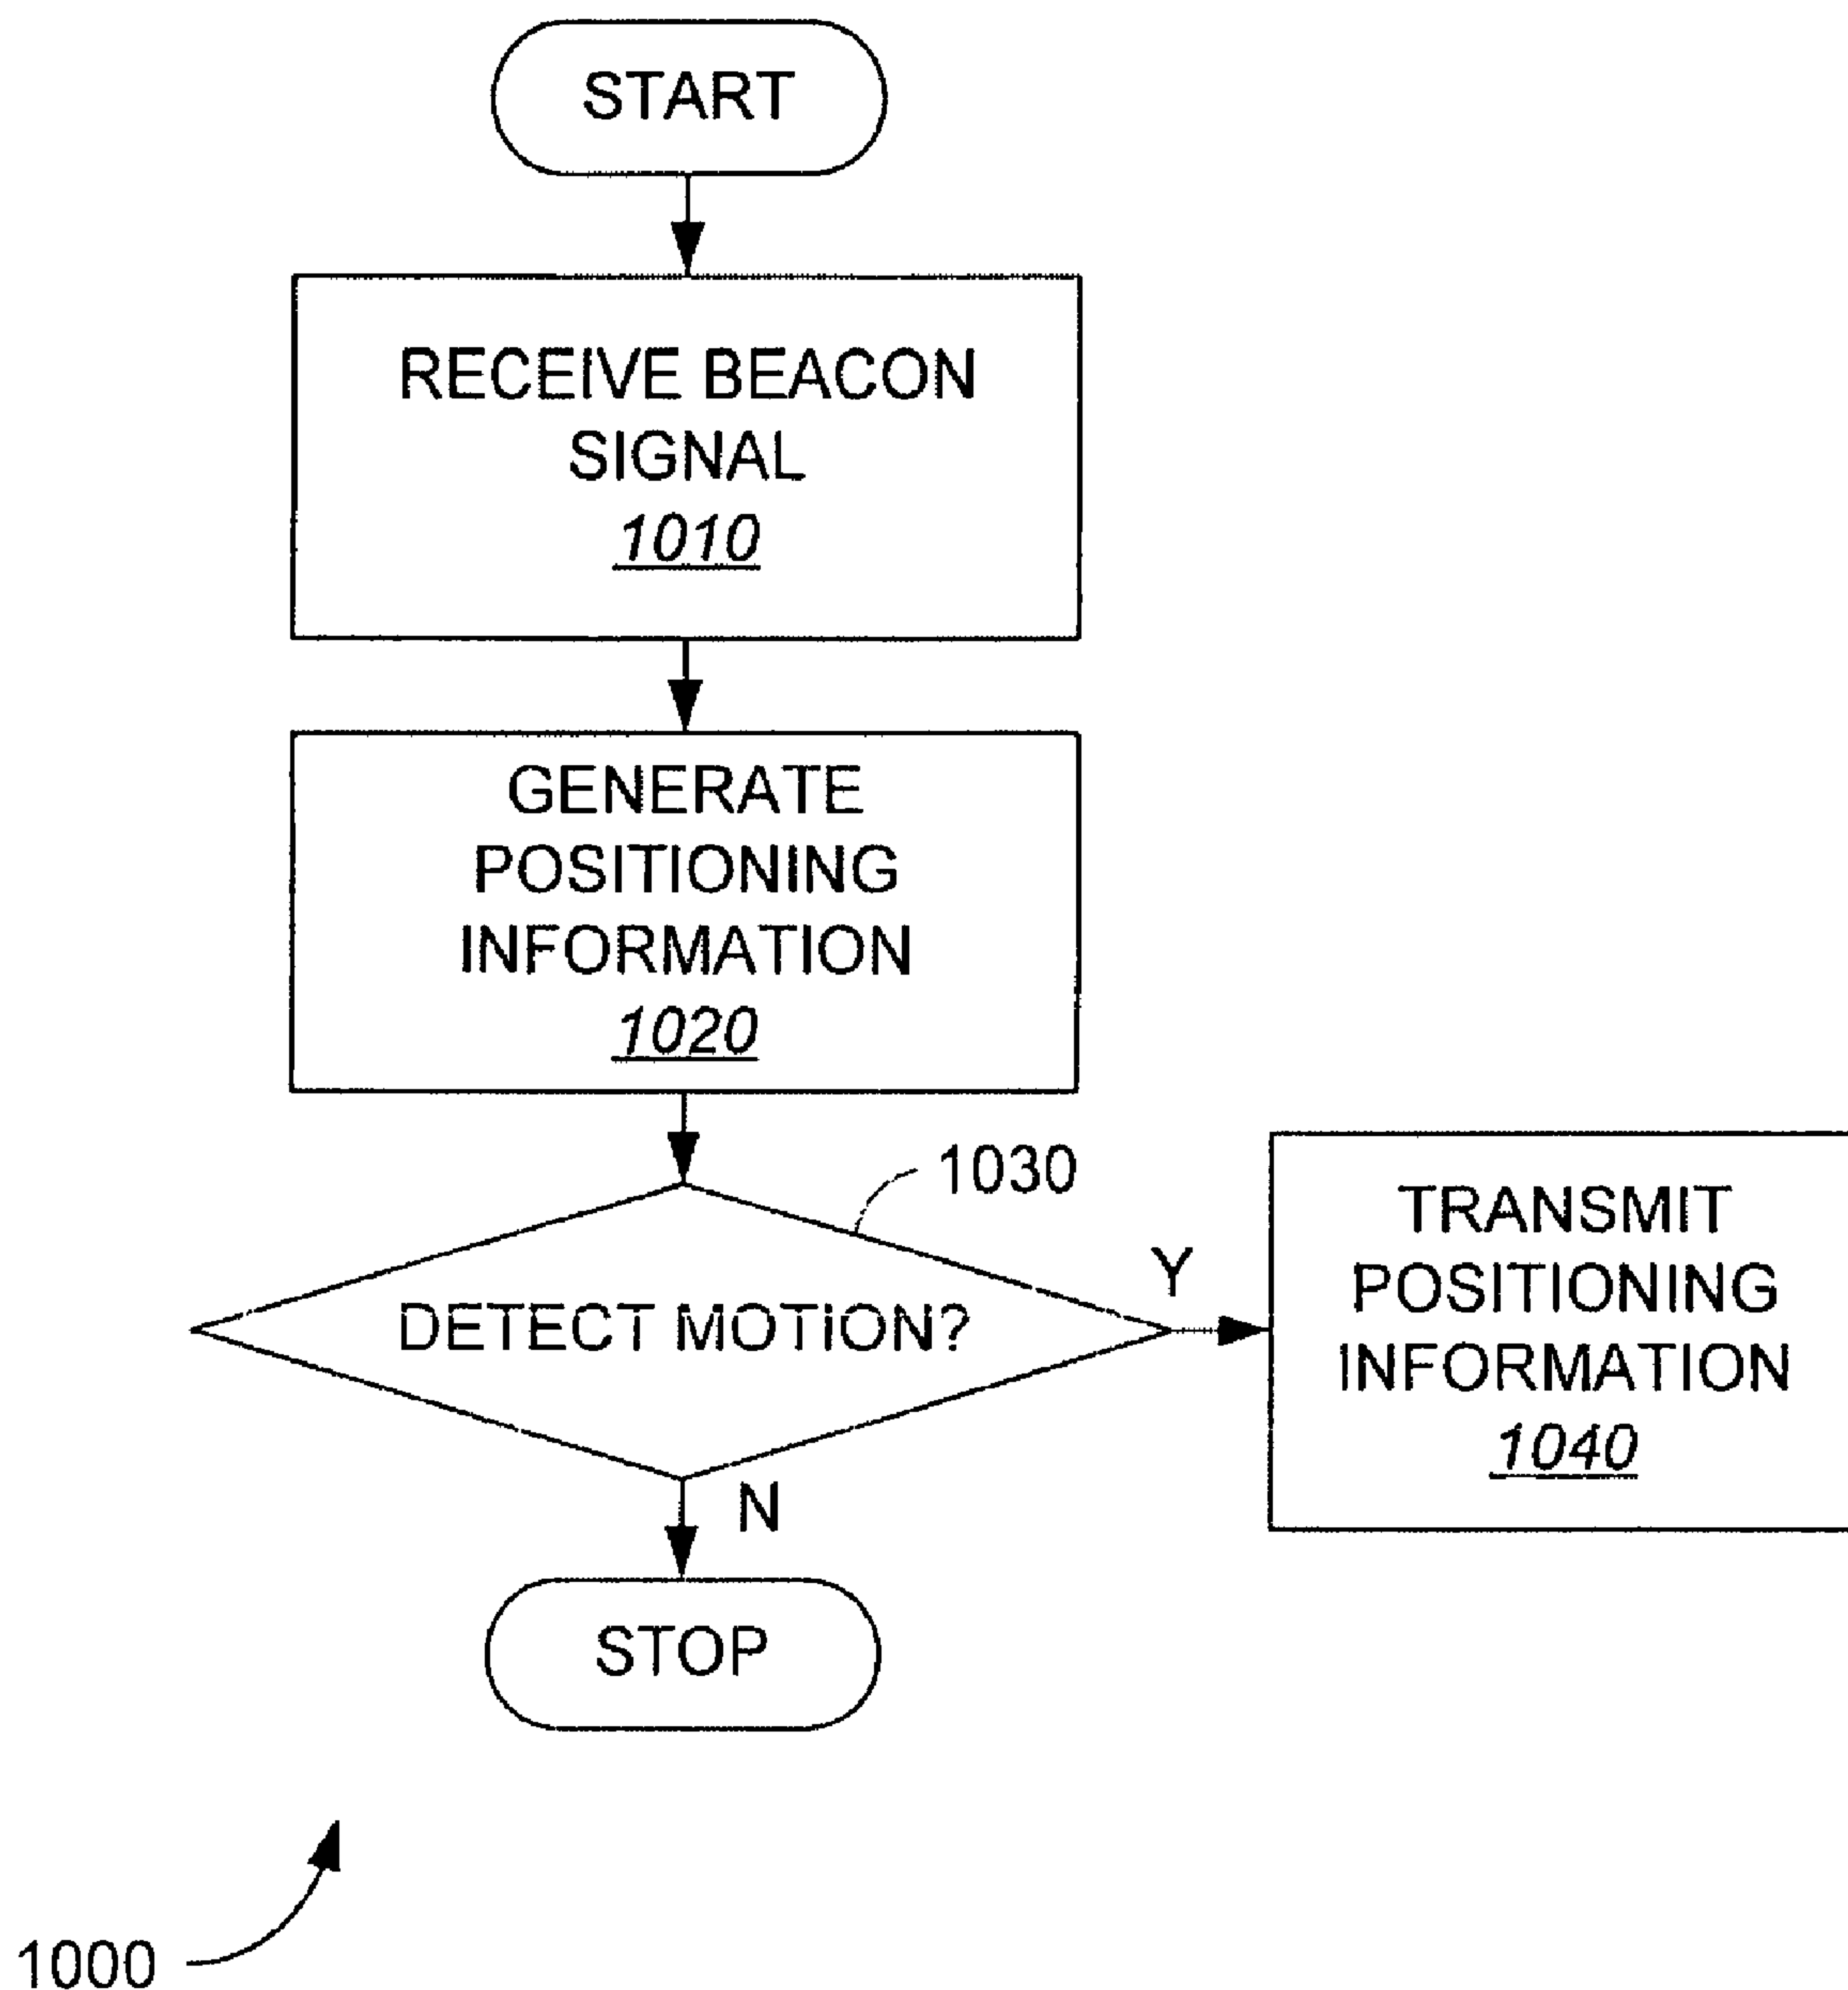 START
RECEIVE BEACON
SIGNAL
1010
GENERATE
POSITIONING
INFORMATION
1020
1030
DETECT MOTION?
Y
TRANSMIT
POSITIONING
INFORMATION
1040
N
STOP
1000